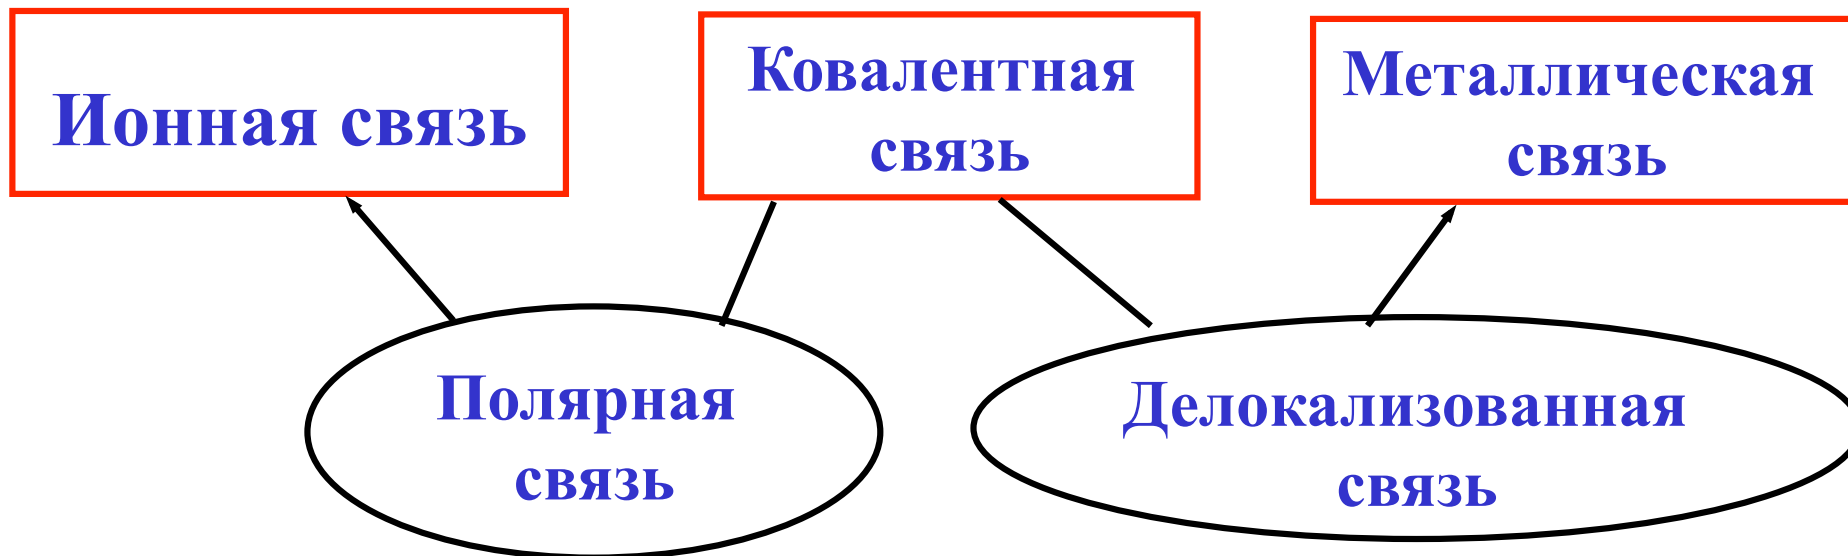 Ионная связь
Ковалентная
связь
Металлическая
связь
Полярная
связь
Делокализованная
связь